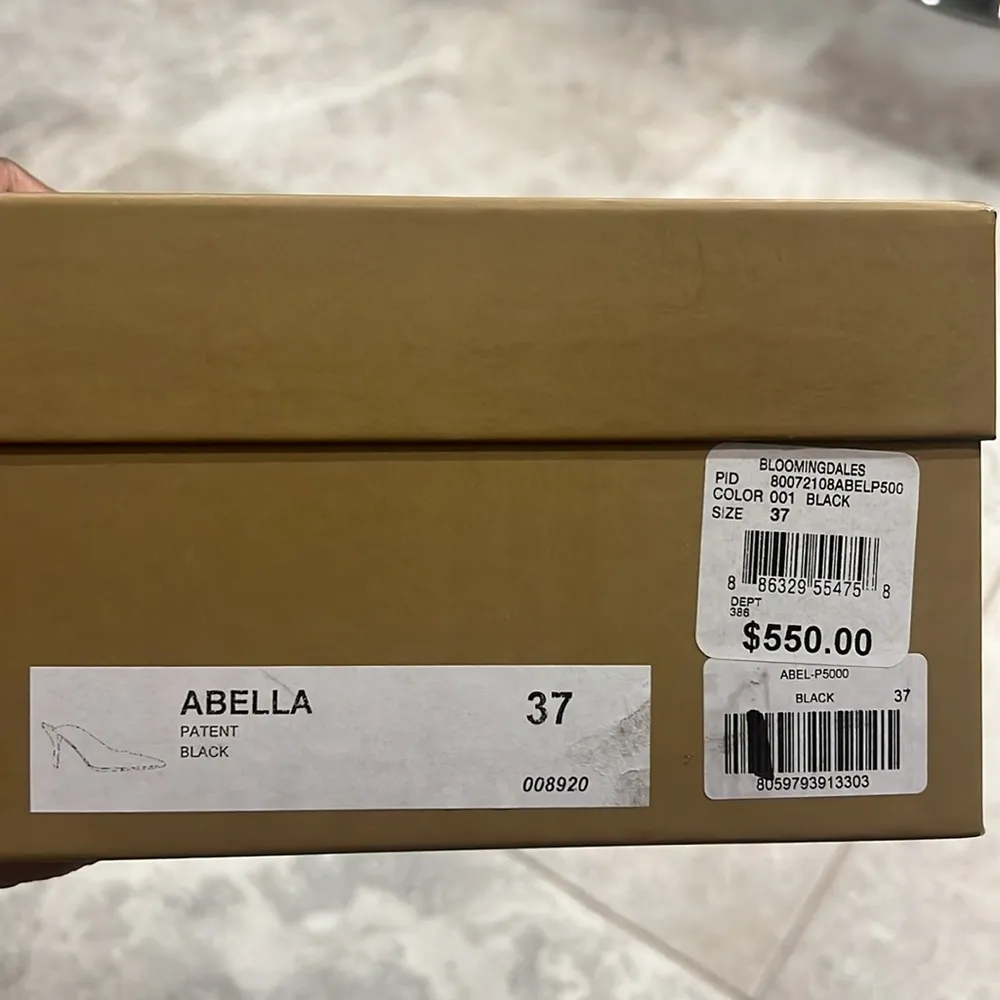 BLOOMINGDALES
PID 80072108ABELP500
COLOR 001 BLACK
SIZE 37
8 86329 55475 8
DEPT
386
$550.00
ABEL-P5000
BLACK 37
8059793913303
ABELLA 37
PATENT
BLACK
008920